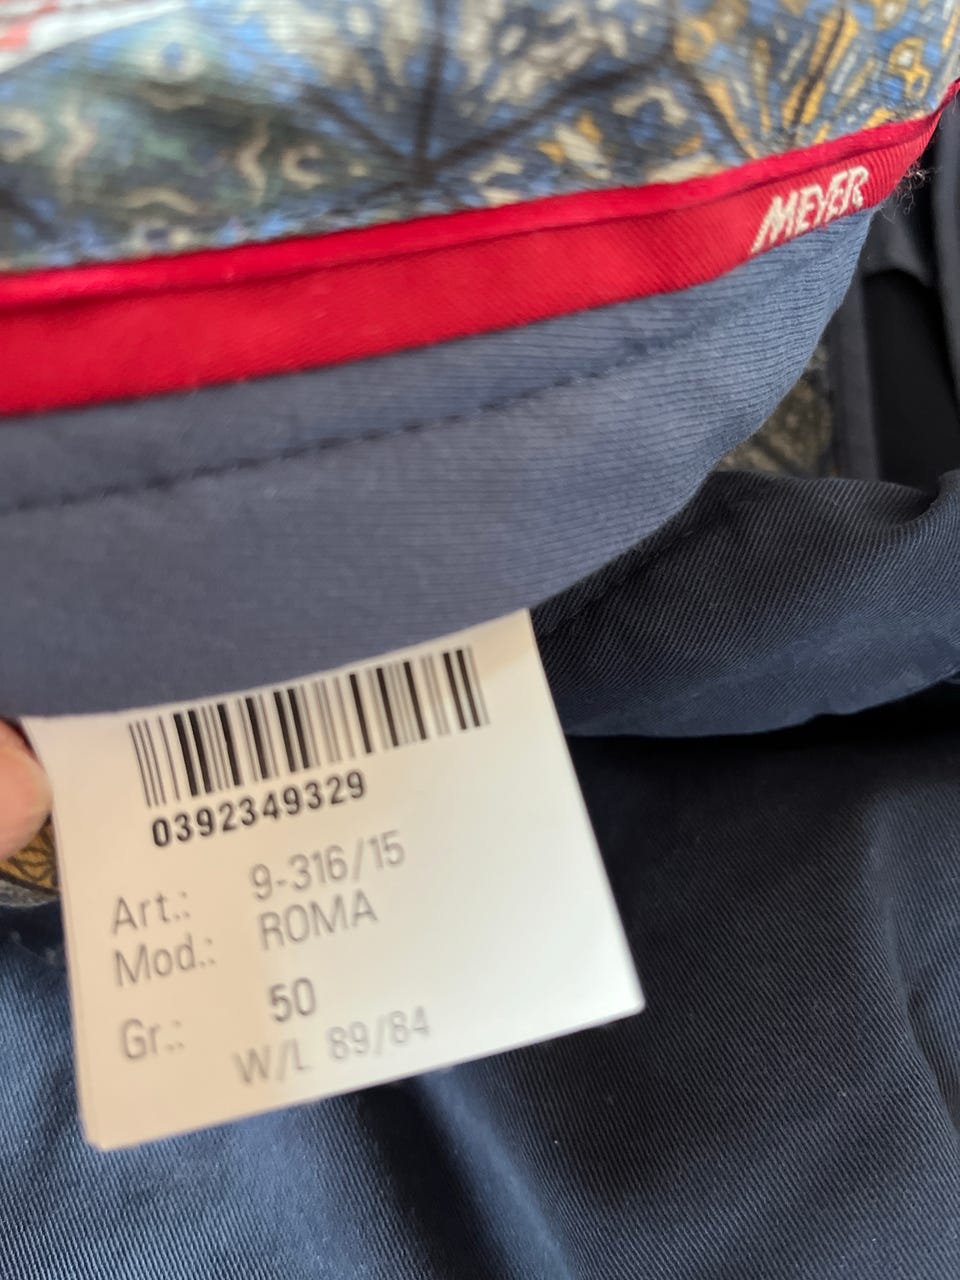 MEYER
0392349329
Art.: 9-316/15
Mod.: ROMA
Gr.: 50
W/L 89/84